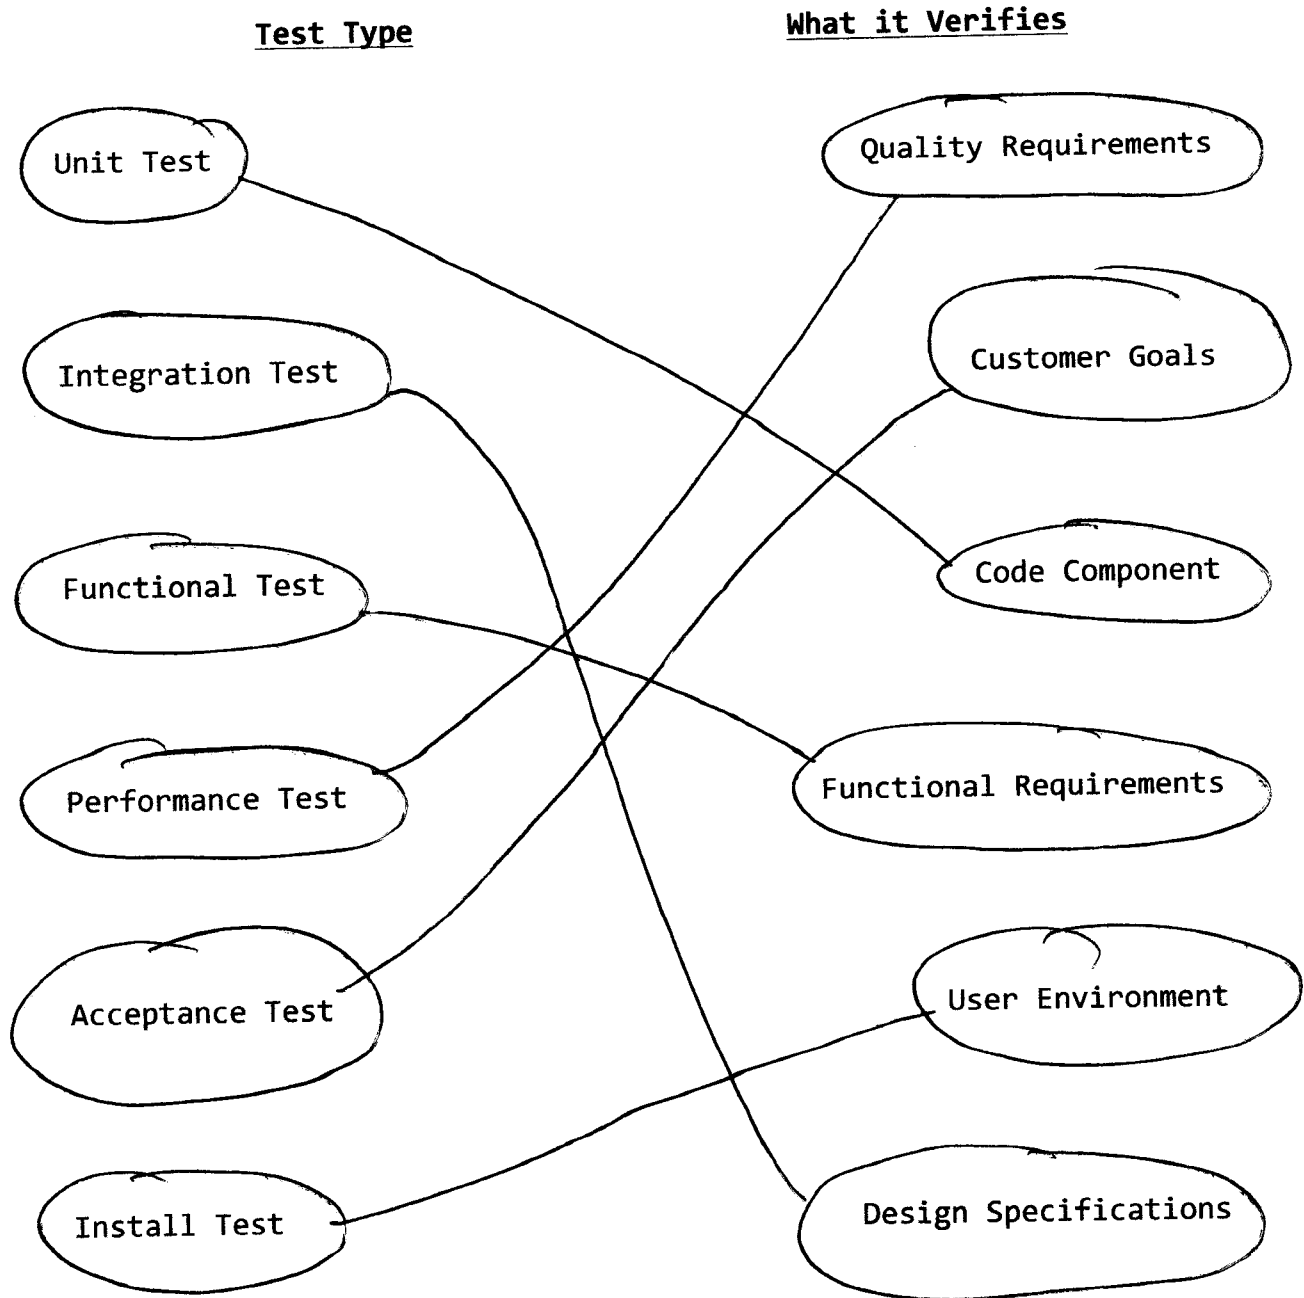 Test Type
What it Verifies
Unit Test
Quality Requirements
Integration Test
Customer Goals
Functional Test
Code Component
Performance Test
Functional Requirements
Acceptance Test
User Environment
Install Test
Design Specifications